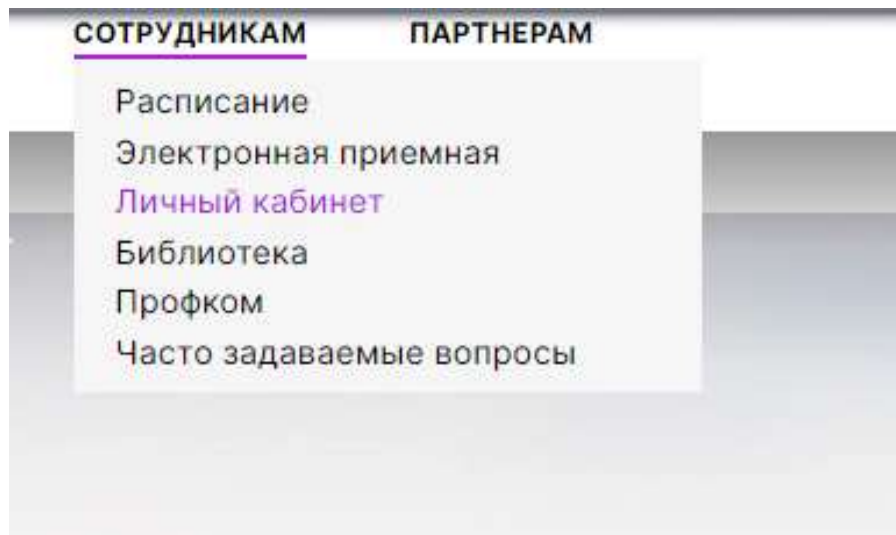 СОТРУДНИКАМ ПАРТНЕРАМ
Расписание
Электронная приемная
Личный кабинет
Библиотека
Профком
Часто задаваемые вопросы